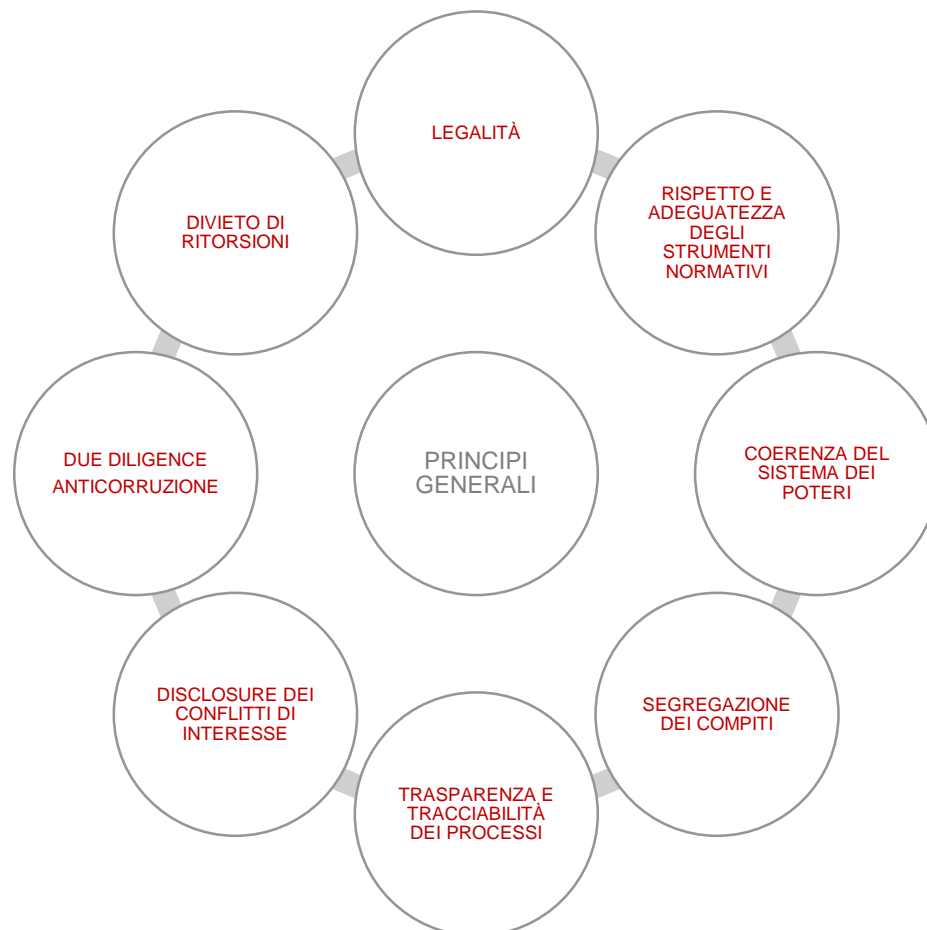 LEGALITÀ
RISPETTO E
ADEGUATEZZA
DEGLI
STRUMENTI
NORMATIVI
COERENZA DEL
SISTEMA DEI
POTERI
SEGREGAZIONE
DEI COMPITI
TRASPARENZA E
TRACCIABILITÀ
DEI PROCESSI
DISCLOSURE DEI
CONFLITTI DI
INTERESSE
DUE DILIGENCE
ANTICORRUZIONE
DIVIETO DI
RITORSIONI
PRINCIPI
GENERALI